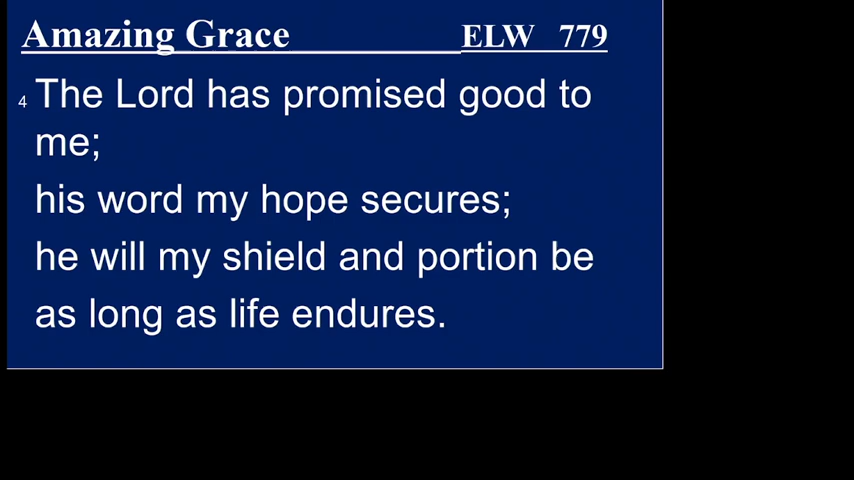 Amazing Grace ELW 779
4 The Lord has promised good to
me;
his word my hope secures;
he will my shield and portion be
as long as life endures.